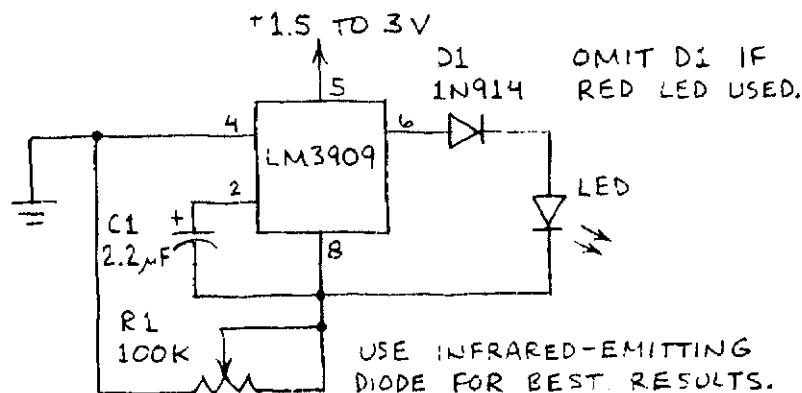 +1.5 TO 3V
D1
1N914
OMIT D1 IF
RED LED USED.
5
4
6
LM3909
2
LED
C1
2.2µF
+
8
R1
100K
USE INFRARED-EMITTING
DIODE FOR BEST RESULTS.